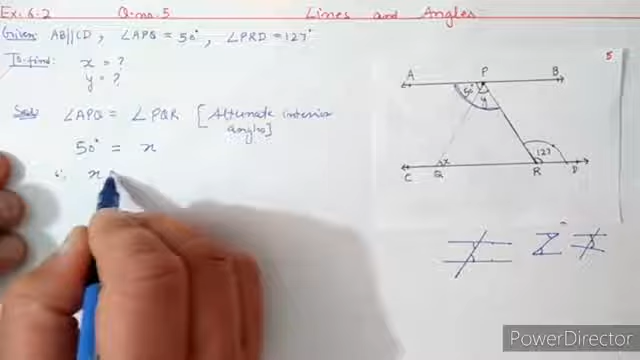 Ex. 6.2 Q. no. 5 Lines and Angles
Given: AB||CD, ∠APQ = 50°, ∠PRD = 127°
To find: x = ?
y = ?
Soln: ∠APQ = ∠PQR [Alternate interior angles]
50° = x
x
5
A P B
50° y
x 127°
C Q R D
PowerDirector